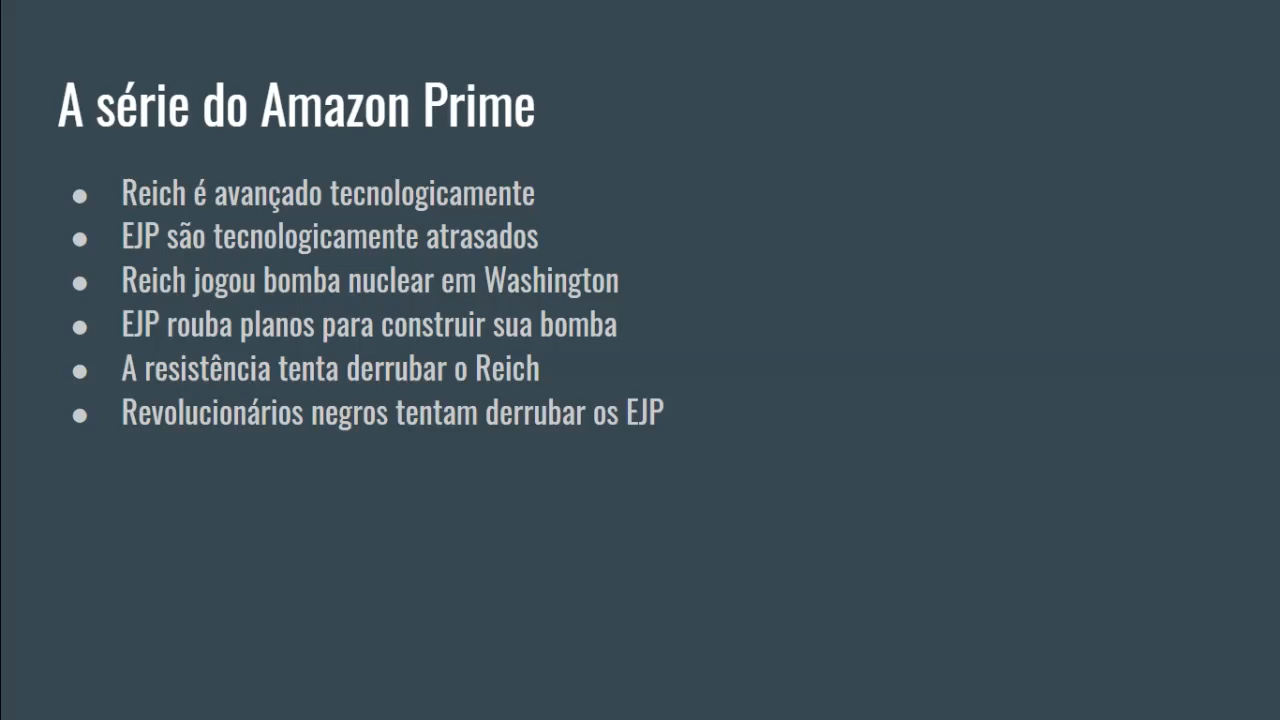 A série do Amazon Prime
● Reich é avançado tecnologicamente
● EJP são tecnologicamente atrasados
● Reich jogou bomba nuclear em Washington
● EJP rouba planos para construir sua bomba
● A resistência tenta derrubar o Reich
● Revolucionários negros tentam derrubar os EJP